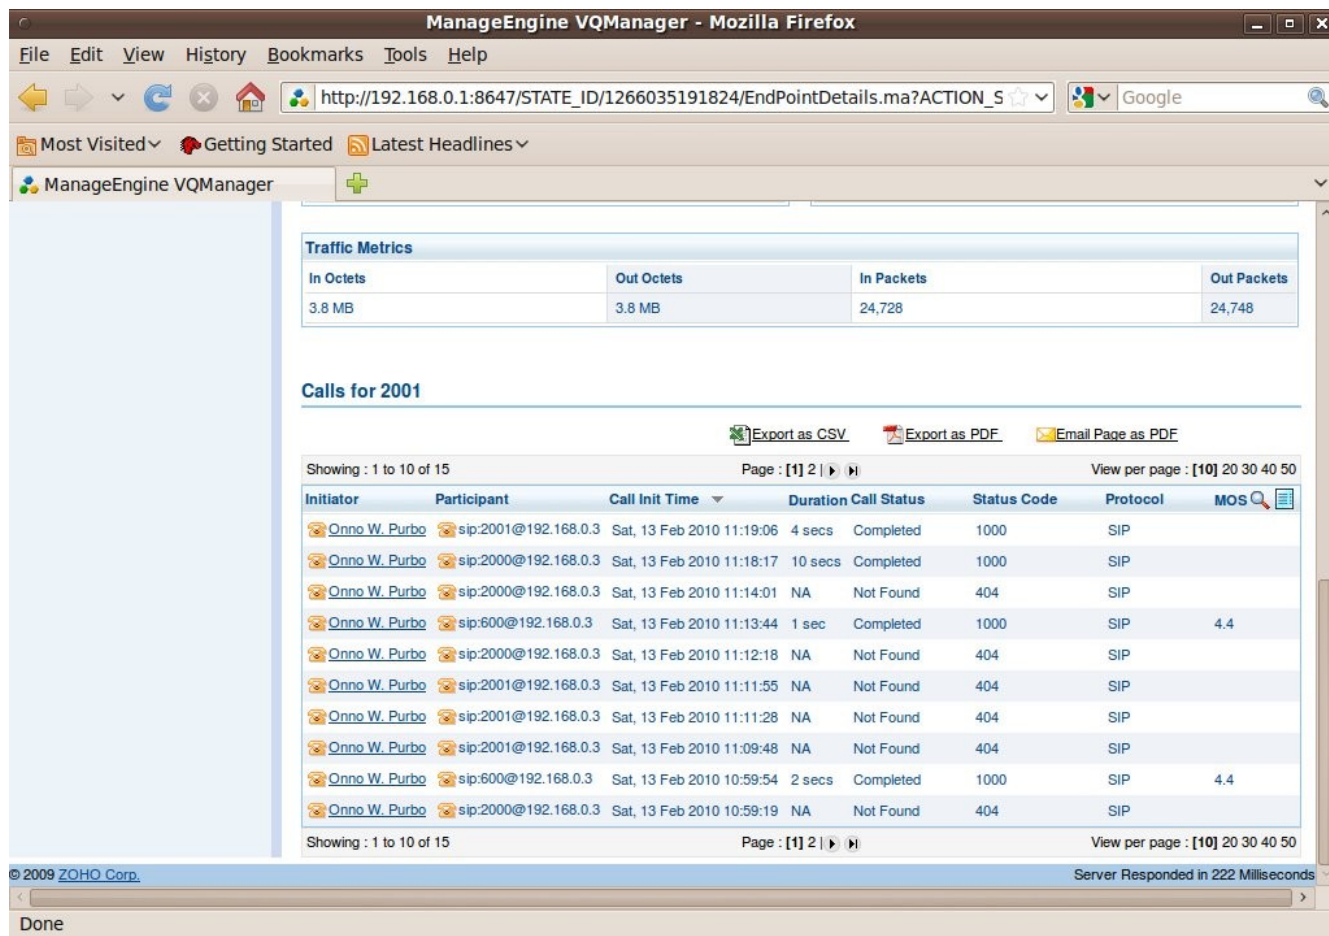 ManageEngine VQManager - Mozilla Firefox
File Edit View History Bookmarks Tools Help
http://192.168.0.1:8647/STATE_ID/1266035191824/EndPointDetails.ma?ACTION_S Google
Most Visited Getting Started Latest Headlines
ManageEngine VQManager
Traffic Metrics
In Octets Out Octets In Packets Out Packets
3.8 MB 3.8 MB 24,728 24,748
Calls for 2001
Export as CSV Export as PDF Email Page as PDF
Showing : 1 to 10 of 15 Page : [1] 2 | View per page : [10] 20 30 40 50
Initiator Participant Call Init Time Duration Call Status Status Code Protocol MOS
Onno W. Purbo sip:2001@192.168.0.3 Sat, 13 Feb 2010 11:19:06 4 secs Completed 1000 SIP
Onno W. Purbo sip:2000@192.168.0.3 Sat, 13 Feb 2010 11:18:17 10 secs Completed 1000 SIP
Onno W. Purbo sip:2000@192.168.0.3 Sat, 13 Feb 2010 11:14:01 NA Not Found 404 SIP
Onno W. Purbo sip:600@192.168.0.3 Sat, 13 Feb 2010 11:13:44 1 sec Completed 1000 SIP 4.4
Onno W. Purbo sip:2000@192.168.0.3 Sat, 13 Feb 2010 11:12:18 NA Not Found 404 SIP
Onno W. Purbo sip:2001@192.168.0.3 Sat, 13 Feb 2010 11:11:55 NA Not Found 404 SIP
Onno W. Purbo sip:2001@192.168.0.3 Sat, 13 Feb 2010 11:11:28 NA Not Found 404 SIP
Onno W. Purbo sip:2001@192.168.0.3 Sat, 13 Feb 2010 11:09:48 NA Not Found 404 SIP
Onno W. Purbo sip:600@192.168.0.3 Sat, 13 Feb 2010 10:59:54 2 secs Completed 1000 SIP 4.4
Onno W. Purbo sip:2000@192.168.0.3 Sat, 13 Feb 2010 10:59:19 NA Not Found 404 SIP
Showing : 1 to 10 of 15 Page : [1] 2 | View per page : [10] 20 30 40 50
© 2009 ZOHO Corp. Server Responded in 222 Milliseconds
Done